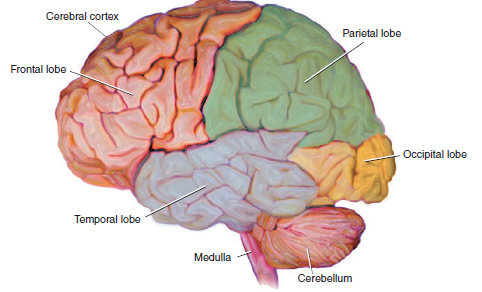 Cerebral cortex
Parietal lobe
Frontal lobe
Occipital lobe
Temporal lobe
Medulla
Cerebellum